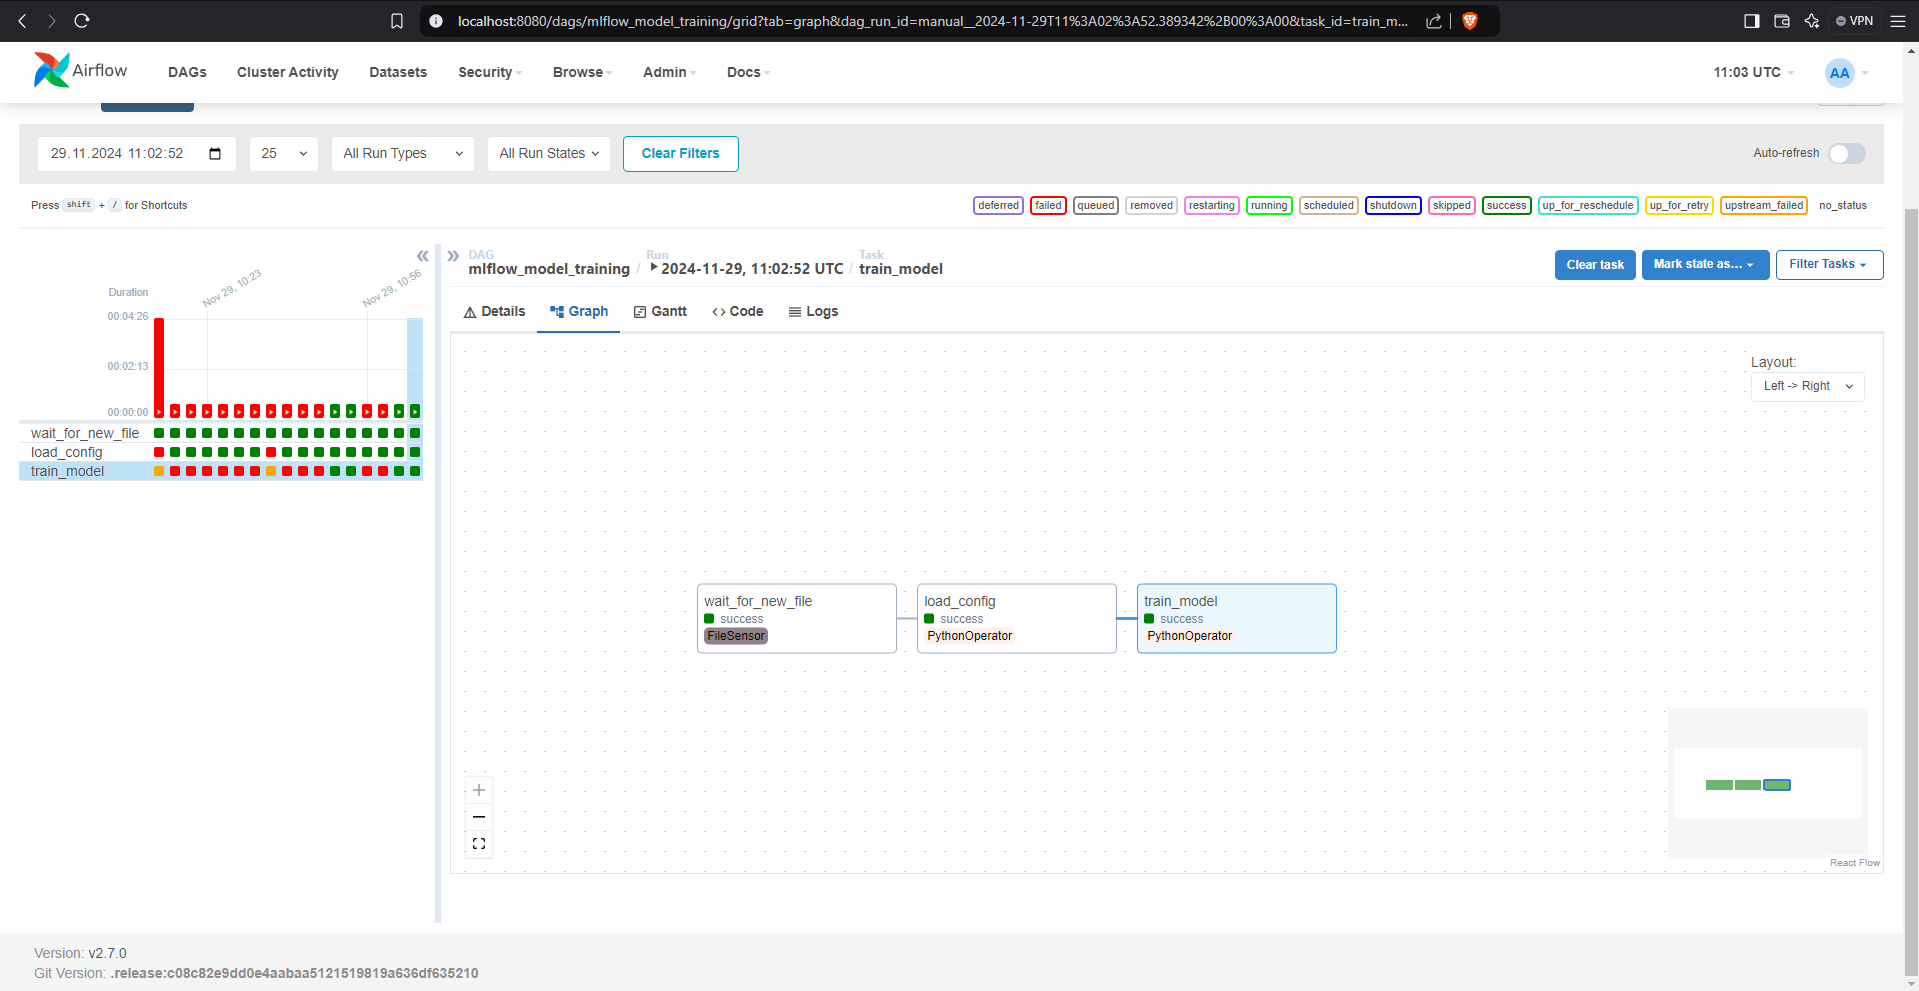 localhost:8080/dags/mlflow_model_training/grid?tab=graph&dag_run_id=manual__2024-11-29T11%3A02%3A52.389342%2B00%3A00&task_id=train_m...
VPN
Airflow
DAGs
Cluster Activity
Datasets
Security
Browse
Admin
Docs
11:03 UTC
AA
29.11.2024 11:02:52
25
All Run Types
All Run States
Clear Filters
Auto-refresh
Press shift + / for Shortcuts
deferred
failed
queued
removed
restarting
running
scheduled
shutdown
skipped
success
up_for_reschedule
up_for_retry
upstream_failed
no_status
Duration
Nov 29, 10:23
Nov 29, 10:56
00:04:26
00:02:13
00:00:00
wait_for_new_file
load_config
train_model
DAG
mlflow_model_training
/
Run
2024-11-29, 11:02:52 UTC
/
Task
train_model
Clear task
Mark state as...
Filter Tasks
Details
Graph
Gantt
Code
Logs
Layout:
Left -> Right
wait_for_new_file
success
FileSensor
load_config
success
PythonOperator
train_model
success
PythonOperator
React Flow
Version: v2.7.0
Git Version: .release:c08c82e9dd0e4aabaa5121519819a636df635210